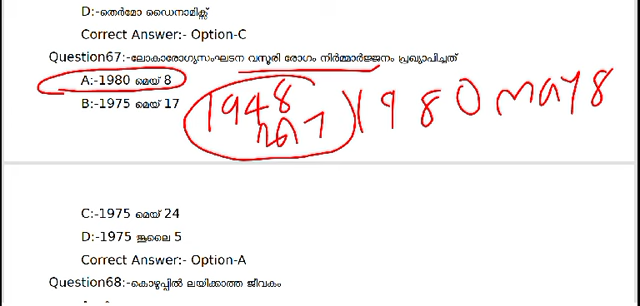 D:-തെർമോ ഡൈനാമിക്സ്
Correct Answer:- Option-C
Question67:-ലോകാരോഗ്യസംഘടന വസൂരി രോഗം നിർമ്മാർജ്ജനം പ്രഖ്യാപിച്ചത്
A:-1980 മെയ് 8
B:-1975 മെയ് 17
1948
7
1980 MAY 8
C:-1975 മെയ് 24
D:-1975 ജൂലൈ 5
Correct Answer:- Option-A
Question68:-കൊഴുപ്പിൽ ലയിക്കാത്ത ജീവകം